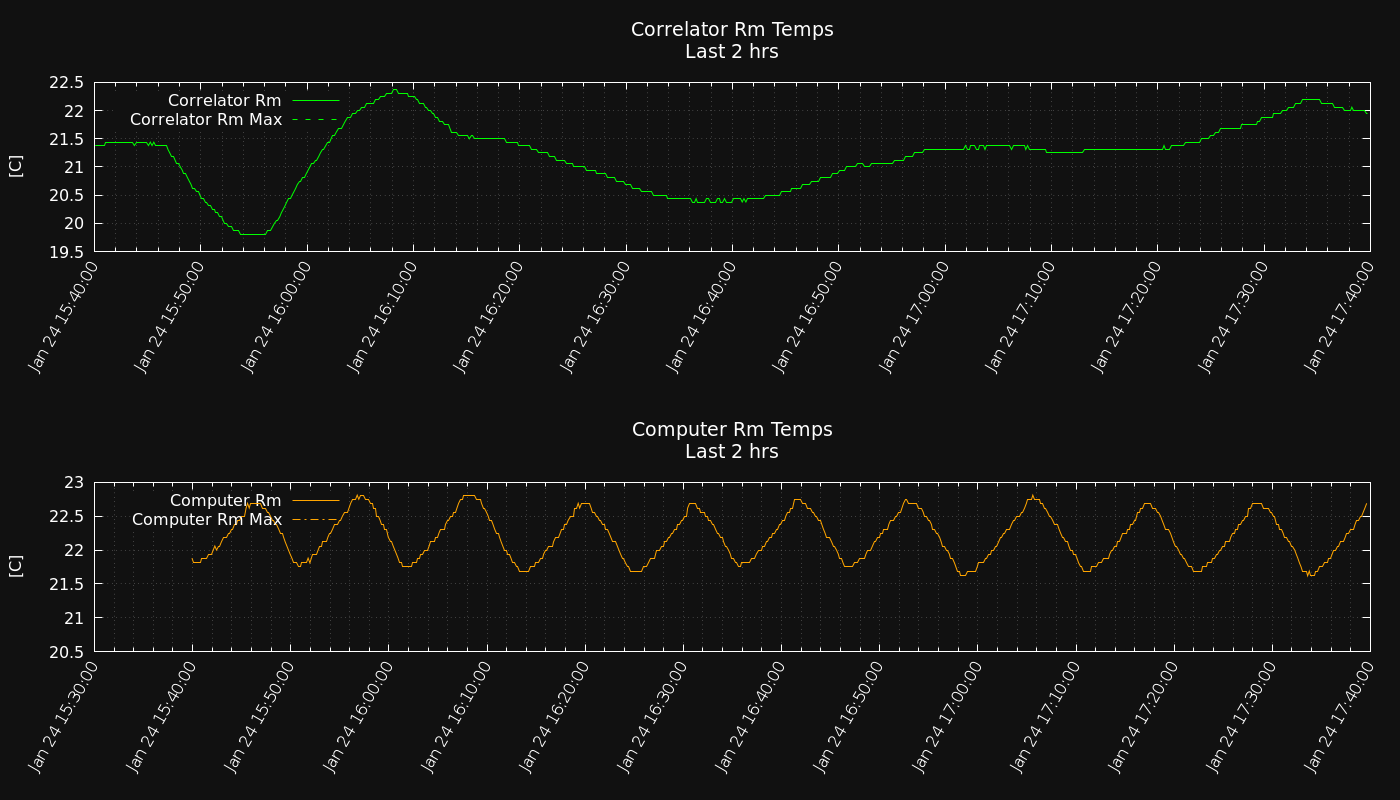 Correlator Rm Temps
Last 2 hrs
22.5
22
21.5
21
20.5
20
19.5
[C]
Correlator Rm
Correlator Rm Max
Jan 24 15:40:00
Jan 24 15:50:00
Jan 24 16:00:00
Jan 24 16:10:00
Jan 24 16:20:00
Jan 24 16:30:00
Jan 24 16:40:00
Jan 24 16:50:00
Jan 24 17:00:00
Jan 24 17:10:00
Jan 24 17:20:00
Jan 24 17:30:00
Jan 24 17:40:00
Computer Rm Temps
Last 2 hrs
23
22.5
22
21.5
21
20.5
[C]
Computer Rm
Computer Rm Max
Jan 24 15:30:00
Jan 24 15:40:00
Jan 24 15:50:00
Jan 24 16:00:00
Jan 24 16:10:00
Jan 24 16:20:00
Jan 24 16:30:00
Jan 24 16:40:00
Jan 24 16:50:00
Jan 24 17:00:00
Jan 24 17:10:00
Jan 24 17:20:00
Jan 24 17:30:00
Jan 24 17:40:00